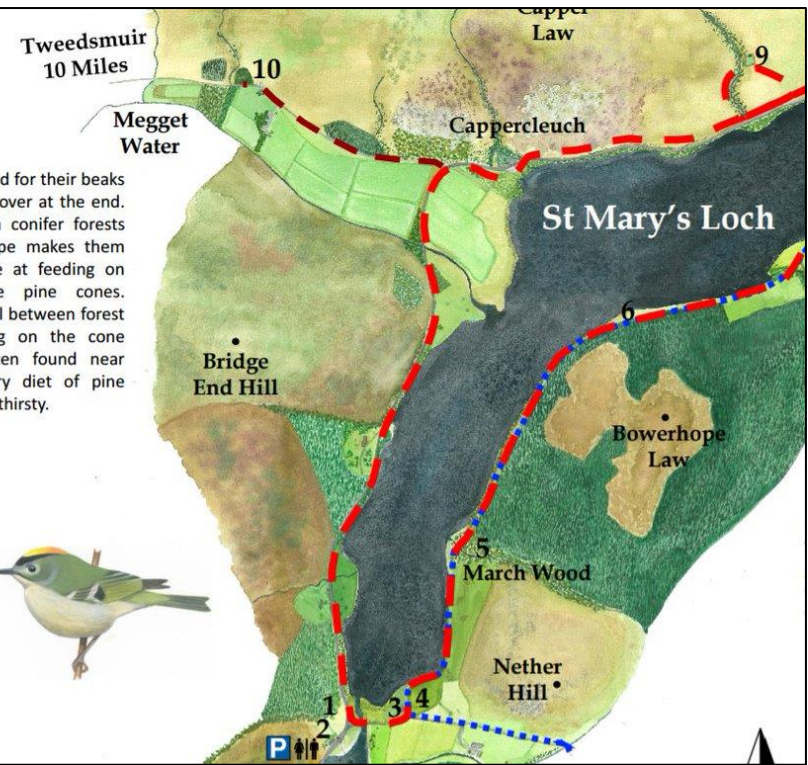 Capper
Law
Tweedsmuir
10 Miles
10
9
Megget
Water
Cappercleuch
St Mary's Loch
d for their beaks
over at the end.
conifer forests
pe makes them
e at feeding on
e pine cones.
l between forest
g on the cone
en found near
ry diet of pine
thirsty.
6
Bridge
End Hill
Bowerhope
Law
5
March Wood
Nether
Hill
1
3
4
2
P